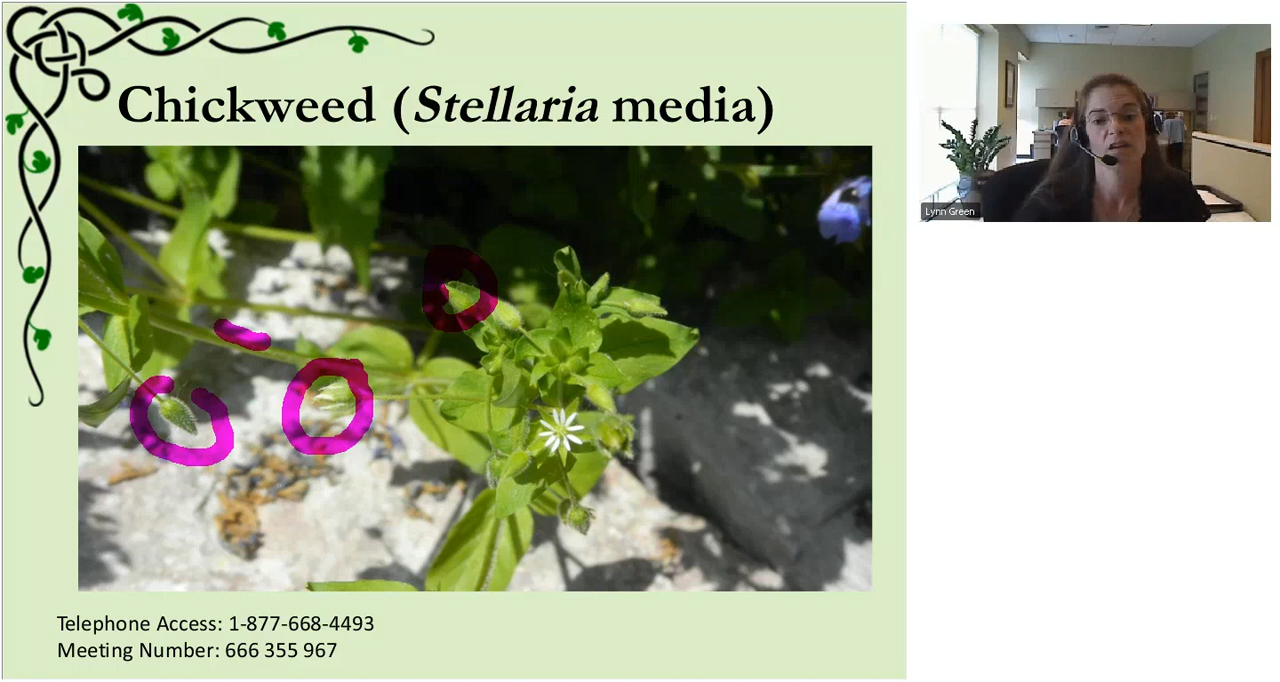 Chickweed (Stellaria media)
Telephone Access: 1-877-668-4493
Meeting Number: 666 355 967
Lynn Green